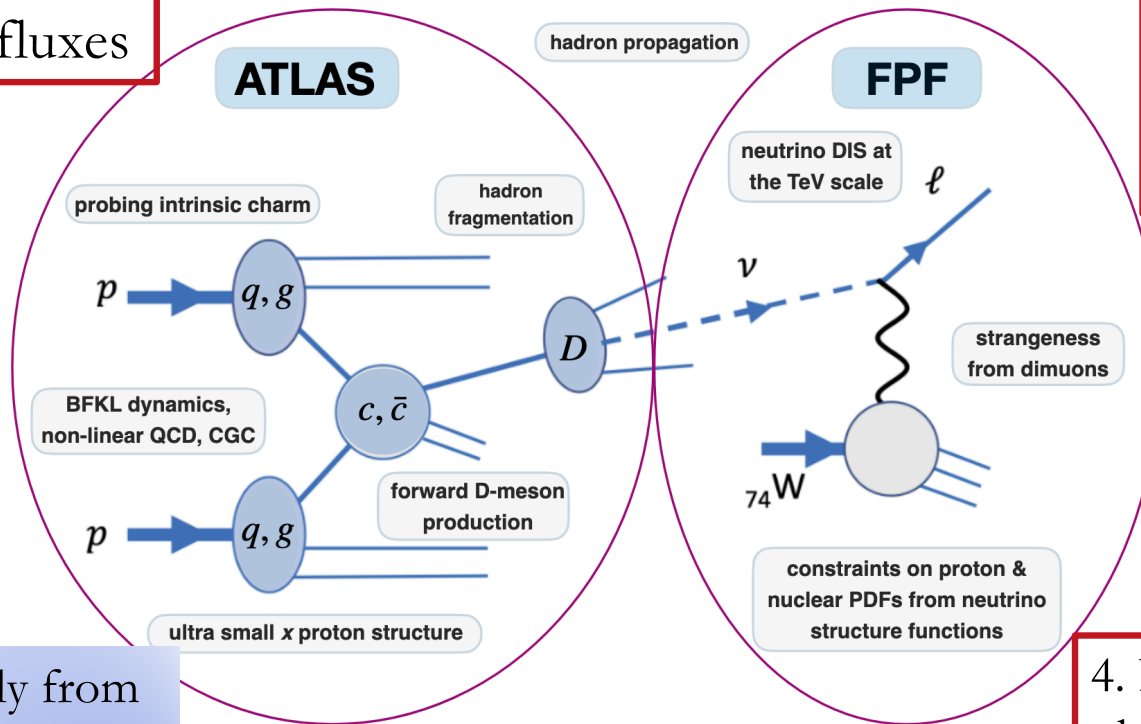 fluxes
hadron propagation
ATLAS
FPF
neutrino DIS at
the TeV scale
ℓ
probing intrinsic charm
hadron
fragmentation
p
q, g
ν
D
strangeness
from dimuons
BFKL dynamics,
non-linear QCD, CGC
c, c̄
74W
forward D-meson
production
p
q, g
constraints on proton &
nuclear PDFs from neutrino
structure functions
ultra small x proton structure
ly from
4.